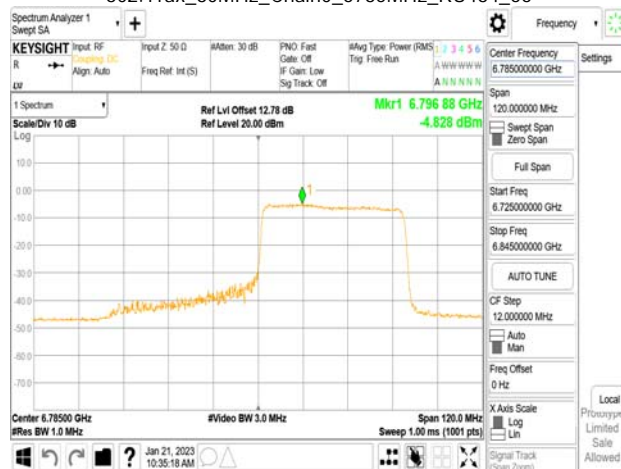 Spectrum Analyzer 1
Swept SA
Frequency
KEYSIGHT
Input: RF
Coupling: DC
Align: Auto
Input Z: 50 Ω
Freq Ref: Int (S)
#Atten: 30 dB
PNO: Fast
Gate: Off
IF Gain: Low
Sig Track: Off
#Avg Type: Power (RMS)
Trig: Free Run
1 2 3 4 5 6
A W W W W W
A N N N N N
R
LXI
Center Frequency
6.785000000 GHz
Settings
Span
120.000000 MHz
Swept Span
Zero Span
Full Span
Start Freq
6.725000000 GHz
Stop Freq
6.845000000 GHz
AUTO TUNE
CF Step
12.000000 MHz
Auto
Man
Freq Offset
0 Hz
X Axis Scale
Log
Lin
Signal Track
(Span Zoom)
Local
Prototype
Limited
Sale
Allowed
1 Spectrum
Scale/Div 10 dB
Log
Ref Lvl Offset 12.78 dB
Ref Level 20.00 dBm
Mkr1 6.796 88 GHz
-4.828 dBm
10.0
0.00
-10.0
-20.0
-30.0
-40.0
-50.0
-60.0
-70.0
1
Center 6.78500 GHz
#Res BW 1.0 MHz
#Video BW 3.0 MHz
Span 120.0 MHz
Sweep 1.00 ms (1001 pts)
?
Jan 21, 2023
10:35:18 AM